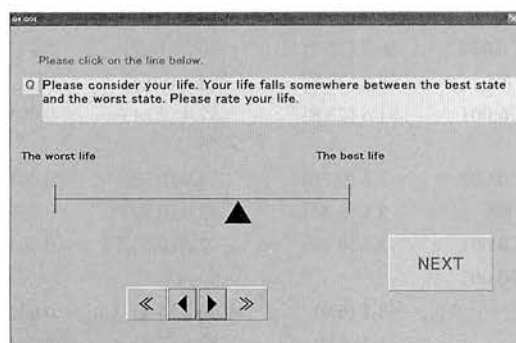 Please click on the line below.
Q Please consider your life. Your life falls somewhere between the best state
and the worst state. Please rate your life.
The worst life The best life
NEXT